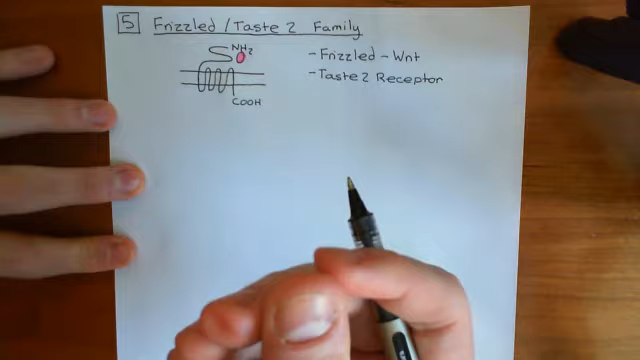 5 Frizzled / Taste 2 Family
NH2
- Frizzled - Wnt
- Taste 2 Receptor
COOH